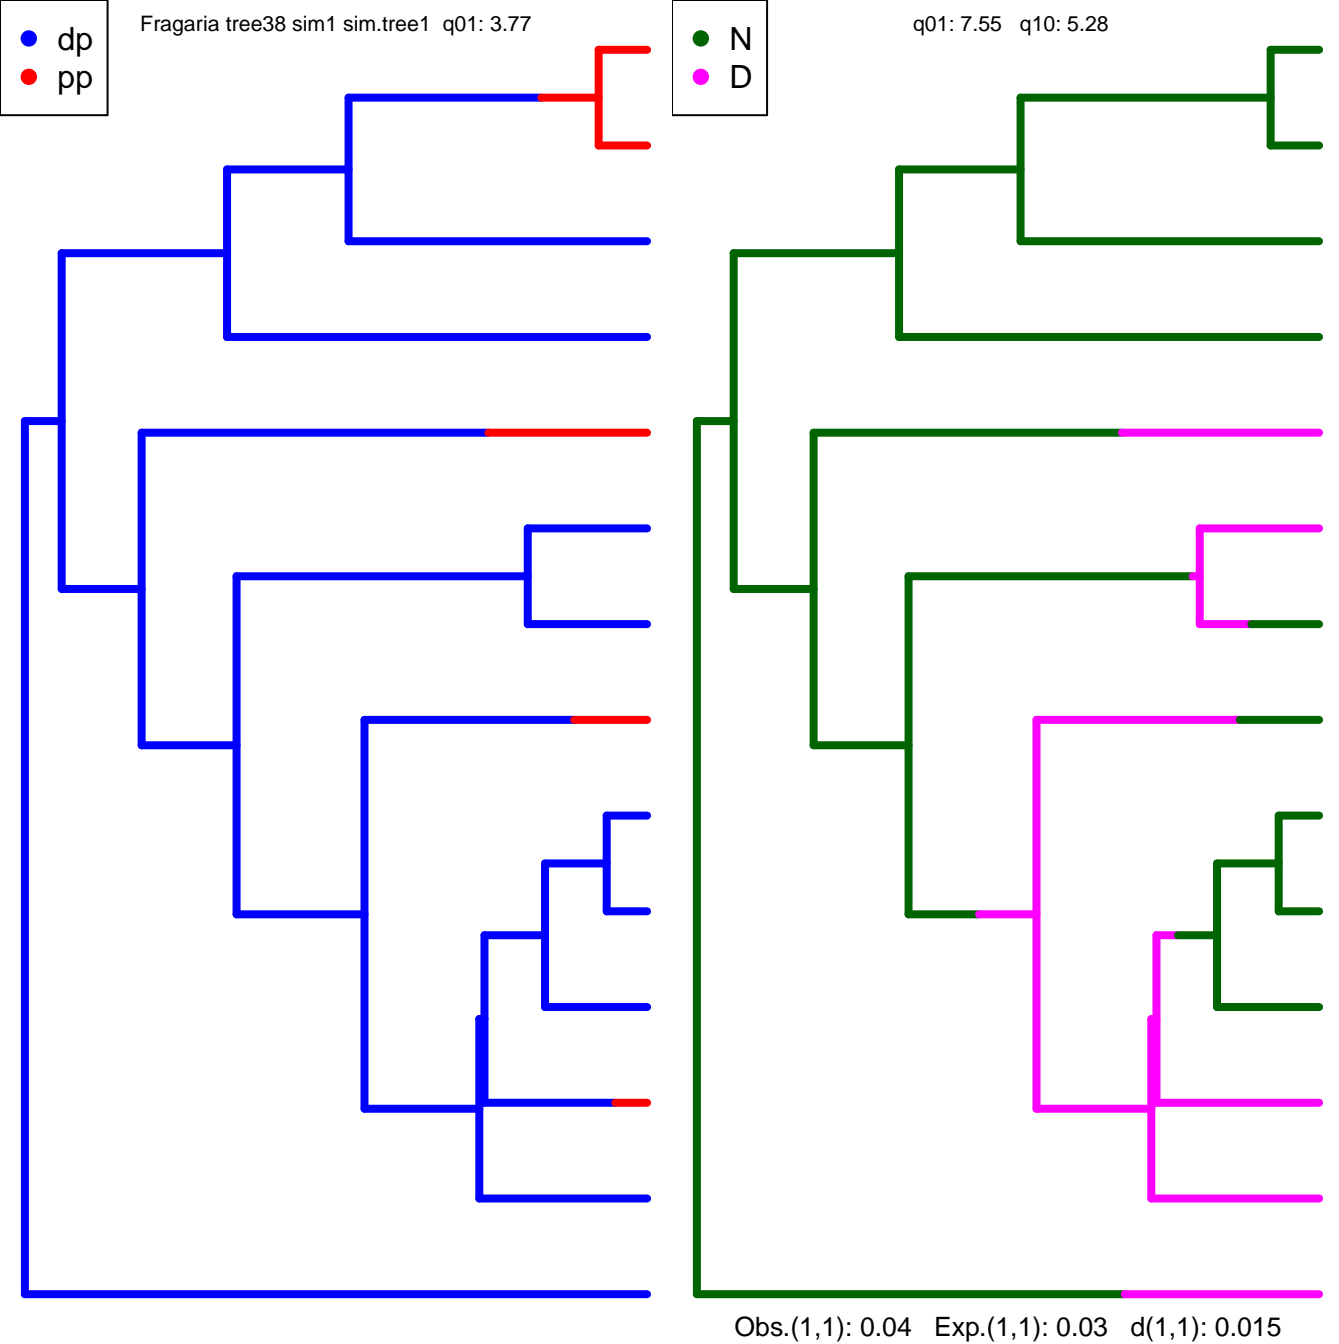 dp
pp
Fragaria tree38 sim1 sim.tree1  q01: 3.77
N
D
q01: 7.55   q10: 5.28
Obs.(1,1): 0.04   Exp.(1,1): 0.03   d(1,1): 0.015